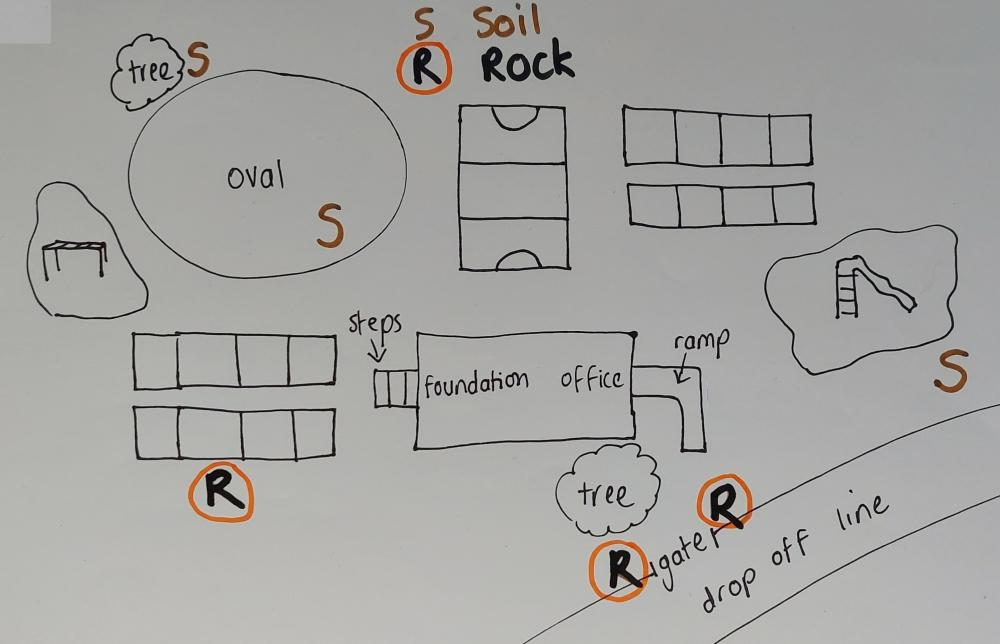 S Soil
R Rock
tree S
oval
S
steps
ramp
foundation office
S
tree
R
R
R gate
drop off line